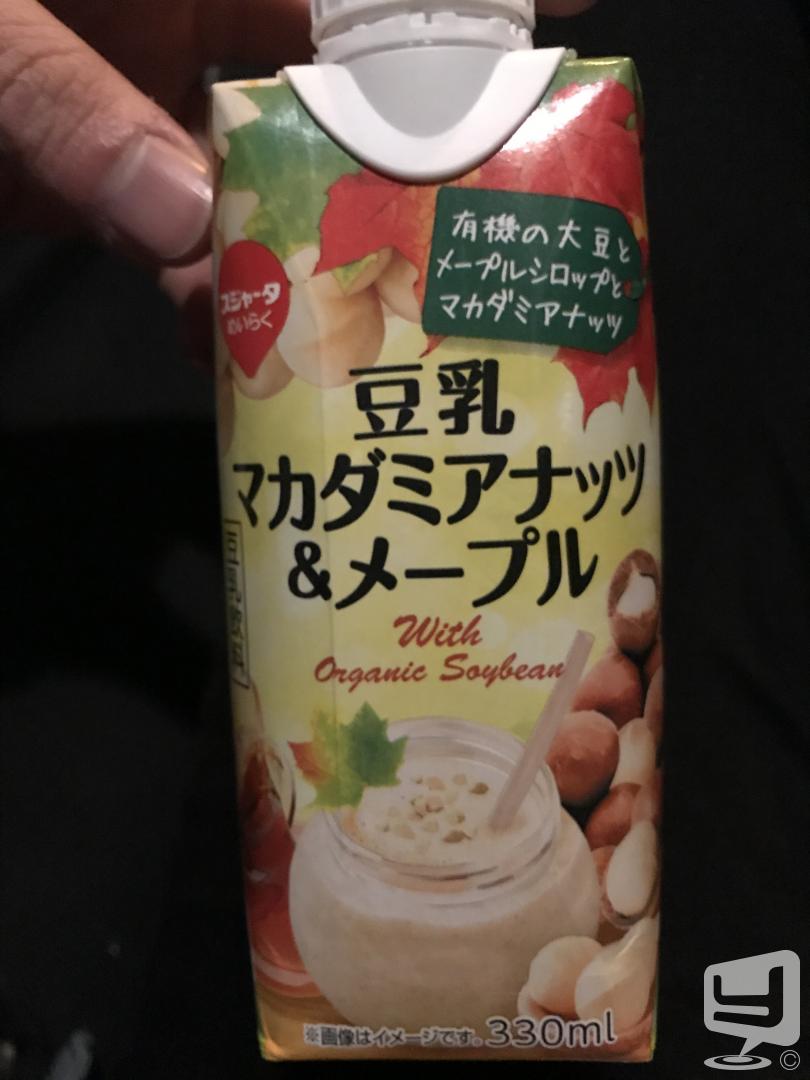 有機の大豆と
メープルシロップと
マカダミアナッツ
スジャータ
めいらく
豆乳
マカダミアナッツ
&メープル
With
Organic Soybean
※画像はイメージです。330ml